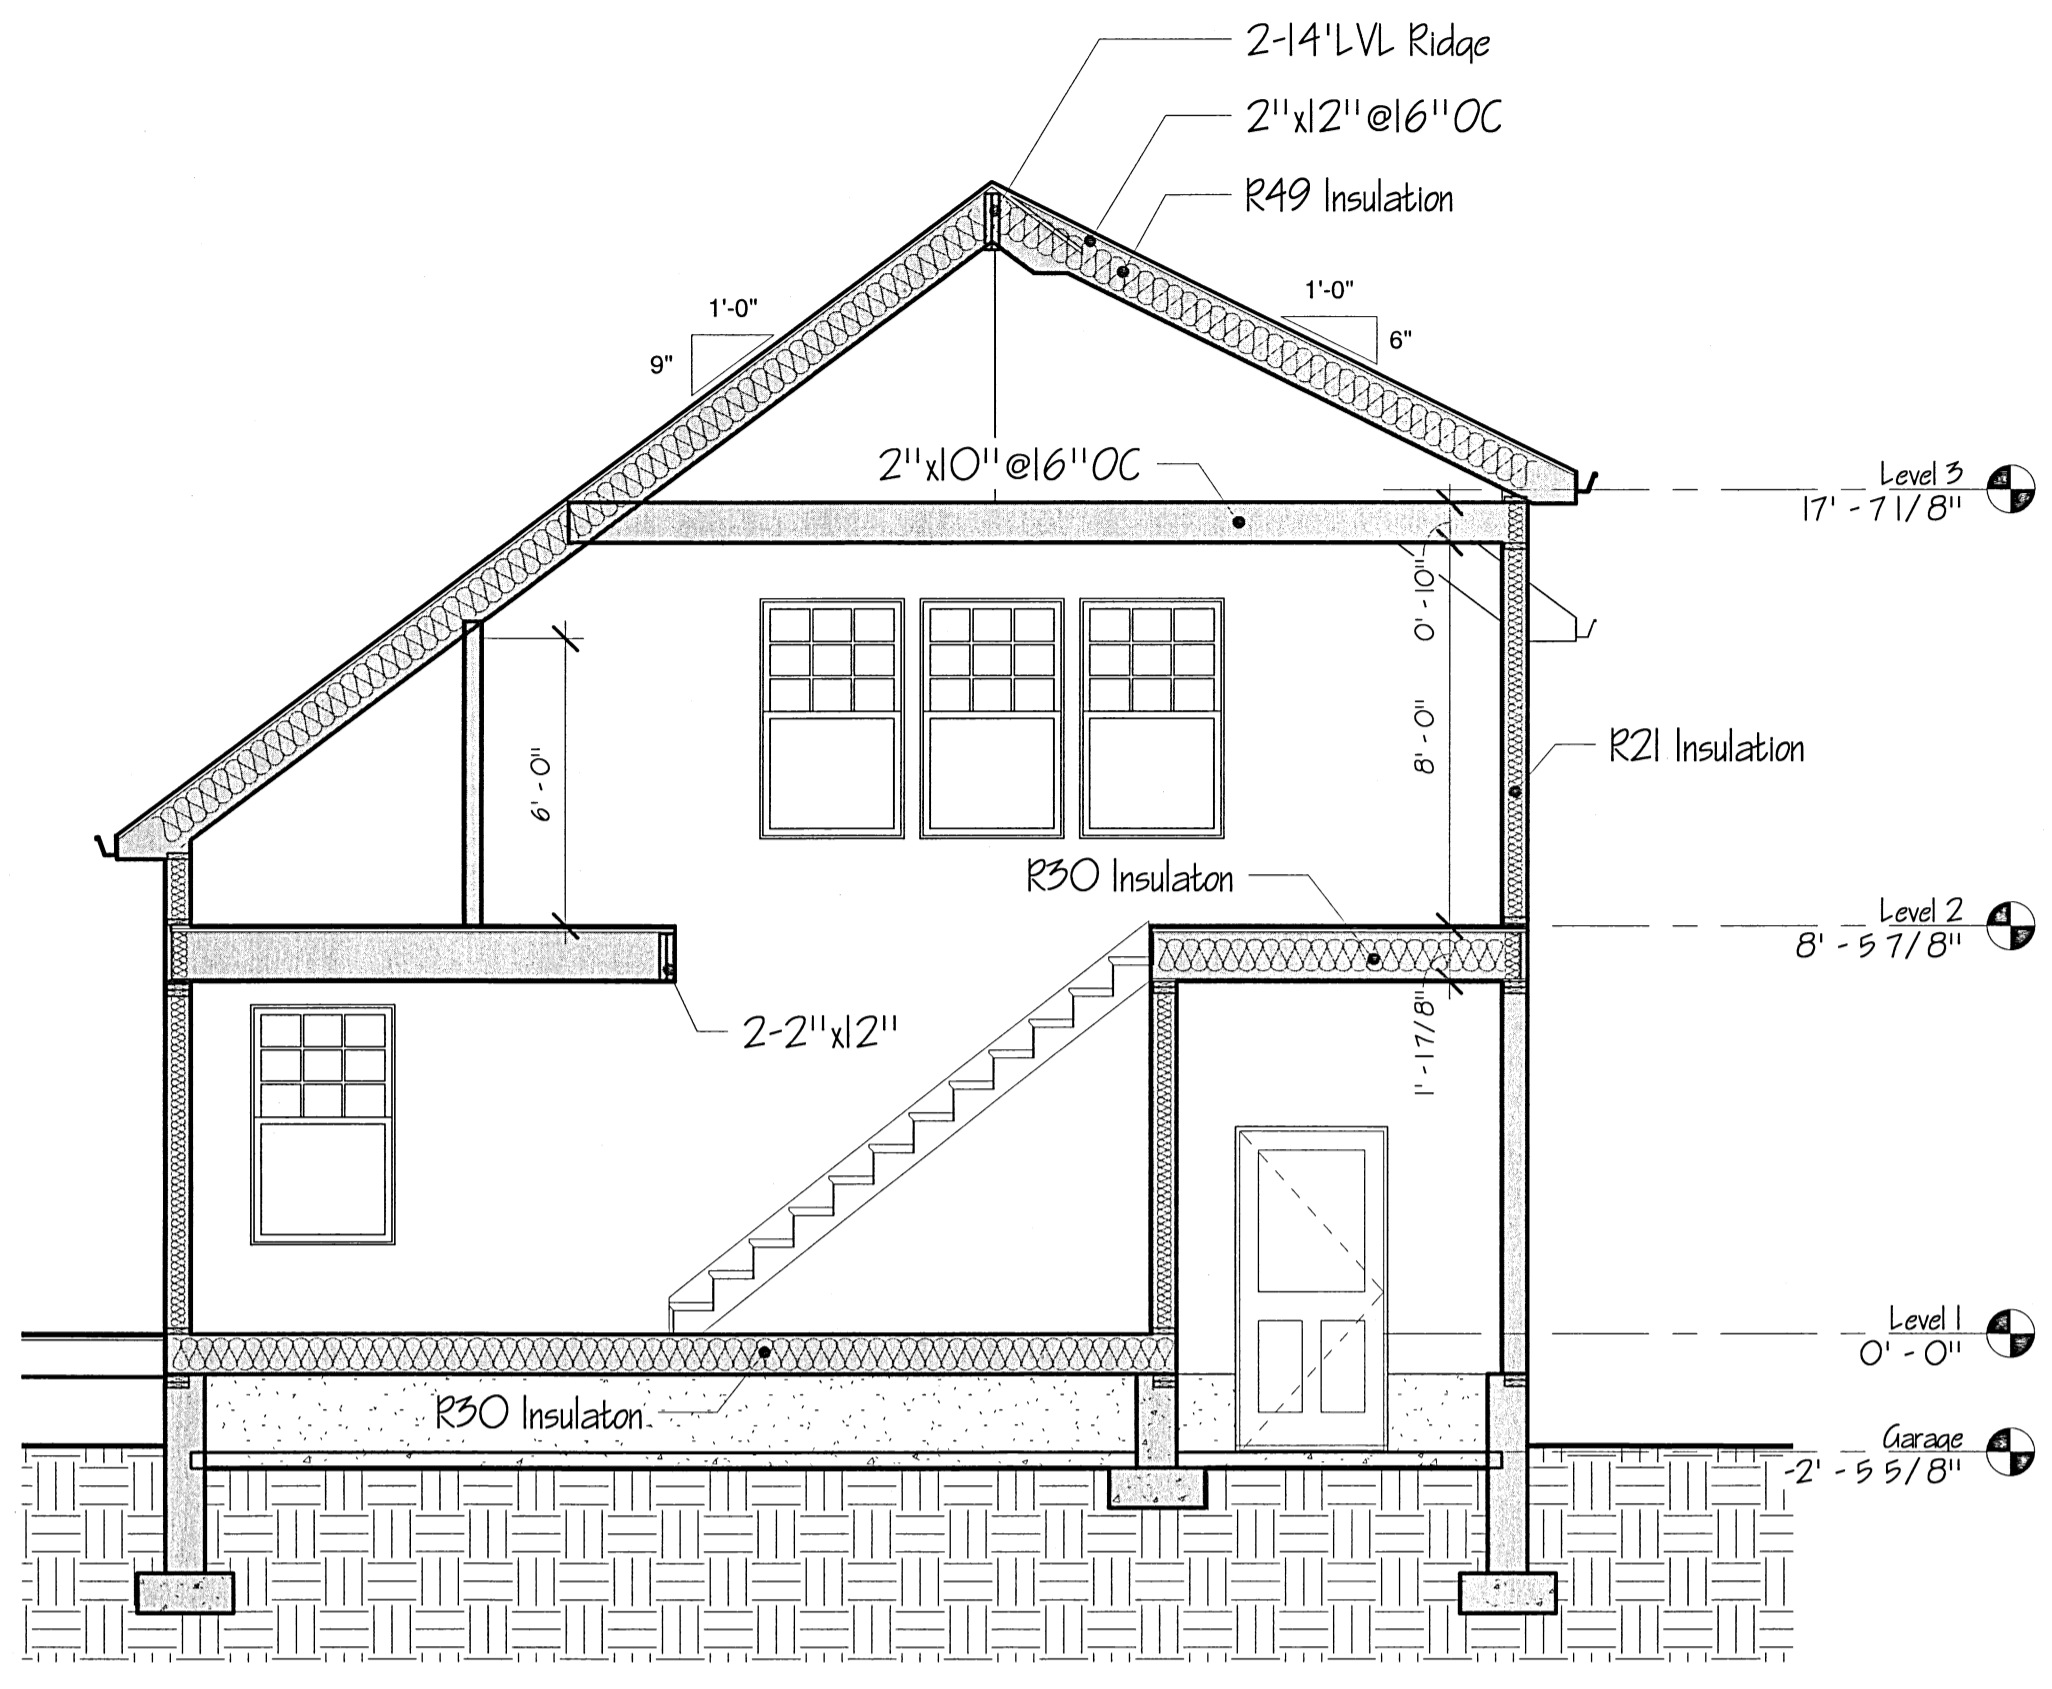 2-14'LVL Ridge
2"x12"@16"OC
R49 Insulation
1'-0"
9"
1'-0"
6"
2"x10"@16"OC
Level 3
17' - 7 1/8"
0' - 10"
8' - 0"
6' - 0"
R21 Insulation
R30 Insulaton
Level 2
8' - 5 7/8"
2-2"x12"
1' - 1 7/8"
Level 1
0' - 0"
R30 Insulaton
Garage
-2' - 5 5/8"